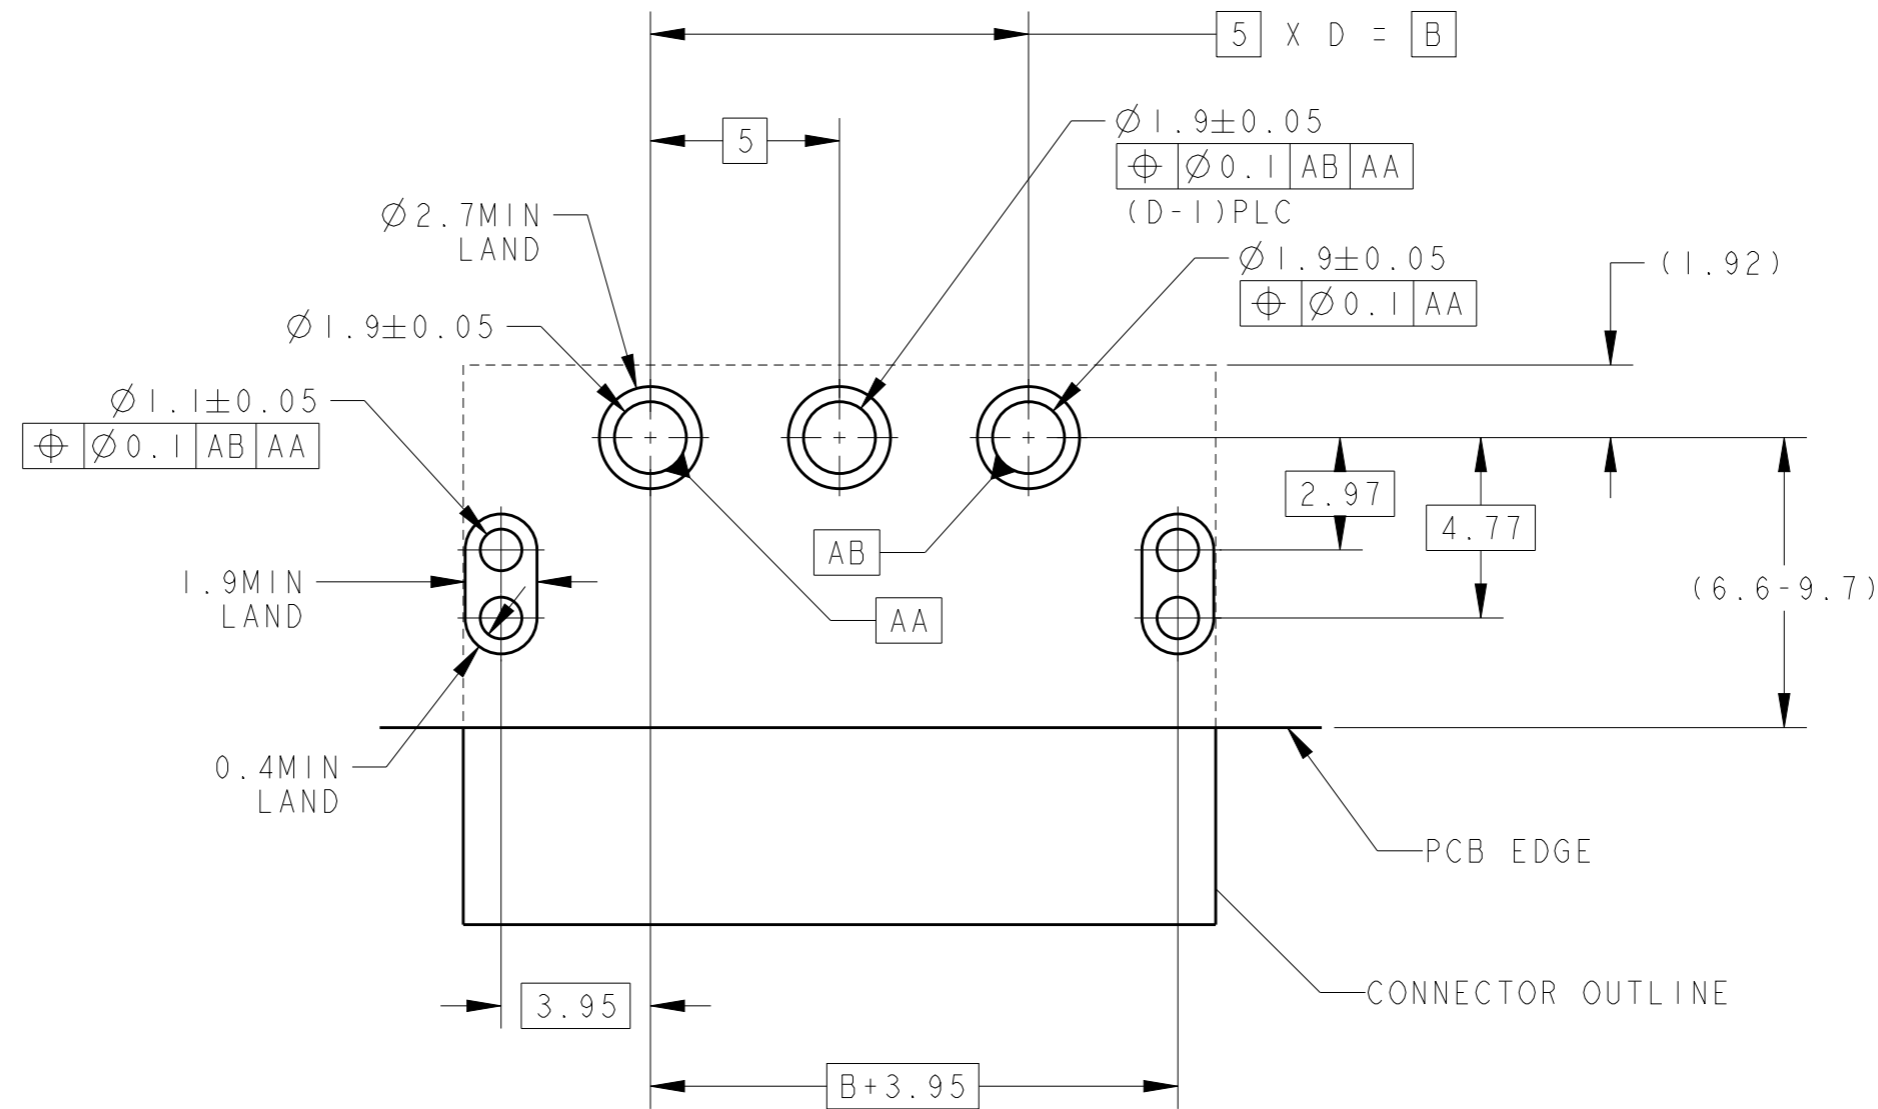 5 X D = B
5
Ø1.9±0.05
⌖ Ø0.1 AB AA
(D-1)PLC
Ø2.7MIN
LAND
Ø1.9±0.05
⌖ Ø0.1 AA
(1.92)
Ø1.9±0.05
Ø1.1±0.05
⌖ Ø0.1 AB AA
2.97
4.77
AB
1.9MIN
LAND
(6.6-9.7)
AA
0.4MIN
LAND
PCB EDGE
CONNECTOR OUTLINE
3.95
B+3.95